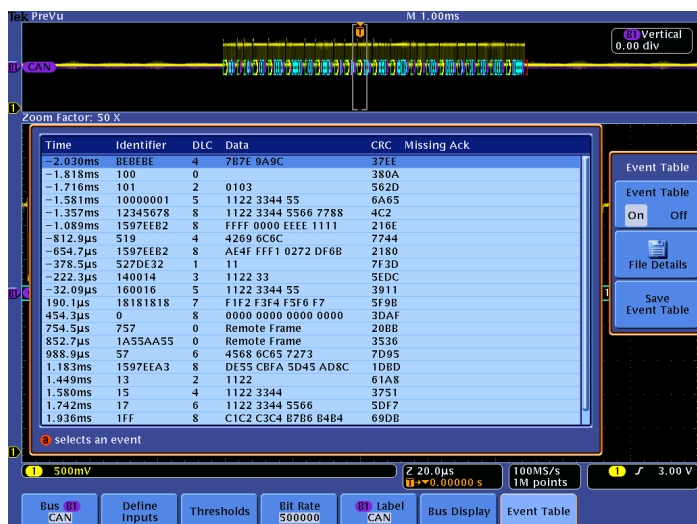 Tek PreVu M 1.00ms
B1 Vertical
0.00 div
B1 CAN
1
Zoom Factor: 50 X
Time Identifier DLC Data CRC Missing Ack
-2.030ms BEBEBE 4 7B7E 9A9C 37EE
-1.818ms 100 0 380A
-1.716ms 101 2 0103 562D
-1.581ms 10000001 5 1122 3344 55 6A65
-1.357ms 12345678 8 1122 3344 5566 7788 4C2
-1.089ms 1597EEB2 8 FFFF 0000 EEEE 1111 216E
-812.9µs 519 4 4269 6C6C 7744
-654.7µs 1597EEB2 8 AE4F FFF1 0272 DF6B 2180
-378.5µs 527DE32 1 11 7F3D
-222.3µs 140014 3 1122 33 5EDC
-32.09µs 160016 5 1122 3344 55 3911
190.1µs 18181818 7 F1F2 F3F4 F5F6 F7 5F9B
454.3µs 0 8 0000 0000 0000 0000 3DAF
754.5µs 757 0 Remote Frame 20BB
852.7µs 1A55AA55 0 Remote Frame 3536
988.9µs 57 6 4568 6C65 7273 7D95
1.183ms 1597EEA3 8 DE55 CBFA 5D45 AD8C 1DBD
1.449ms 13 2 1122 61A8
1.580ms 15 4 1122 3344 3751
1.742ms 17 6 1122 3344 5566 5DF7
1.936ms 1FF 8 C1C2 C3C4 B7B6 B4B4 69DB
a selects an event
Event Table
Event Table
On Off
File Details
Save
Event Table
B1
1
1 500mV
Z 20.0µs
T→▼0.00000 s
100MS/s
1M points
1 3.00 V
Bus B1
CAN
Define
Inputs
Thresholds
Bit Rate
500000
B1 Label
CAN
Bus Display
Event Table